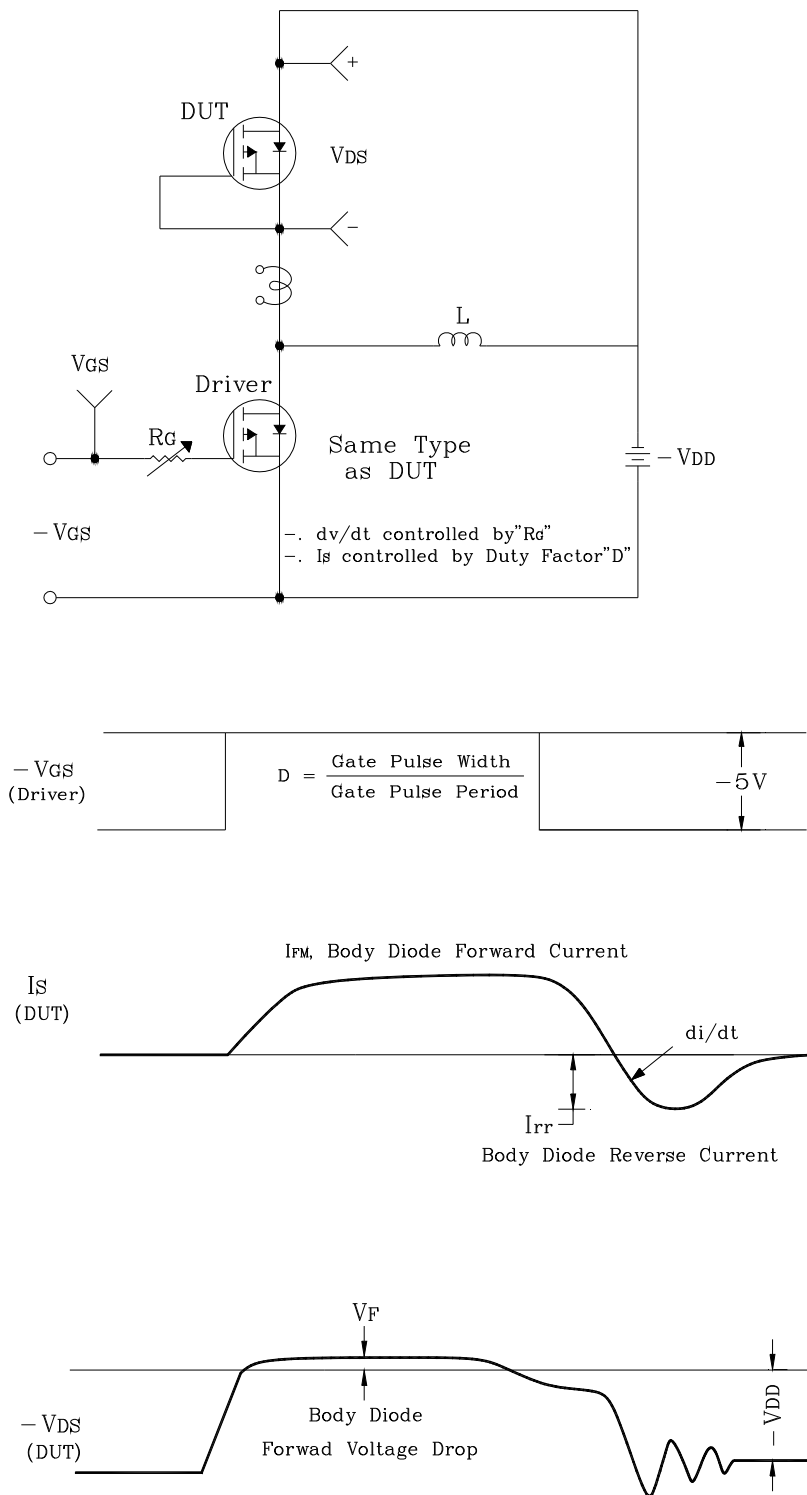 +
DUT
VDS
-
L
VGS
Driver
RG
Same Type
as DUT
-VDD
-VGS
-. dv/dt controlled by"RG"
-. Is controlled by Duty Factor"D"
-VGS
(Driver)
D = Gate Pulse Width
Gate Pulse Period
-5V
IFM, Body Diode Forward Current
IS
(DUT)
di/dt
Irr
Body Diode Reverse Current
VF
-VDD
Body Diode
Forwad Voltage Drop
-VDS
(DUT)